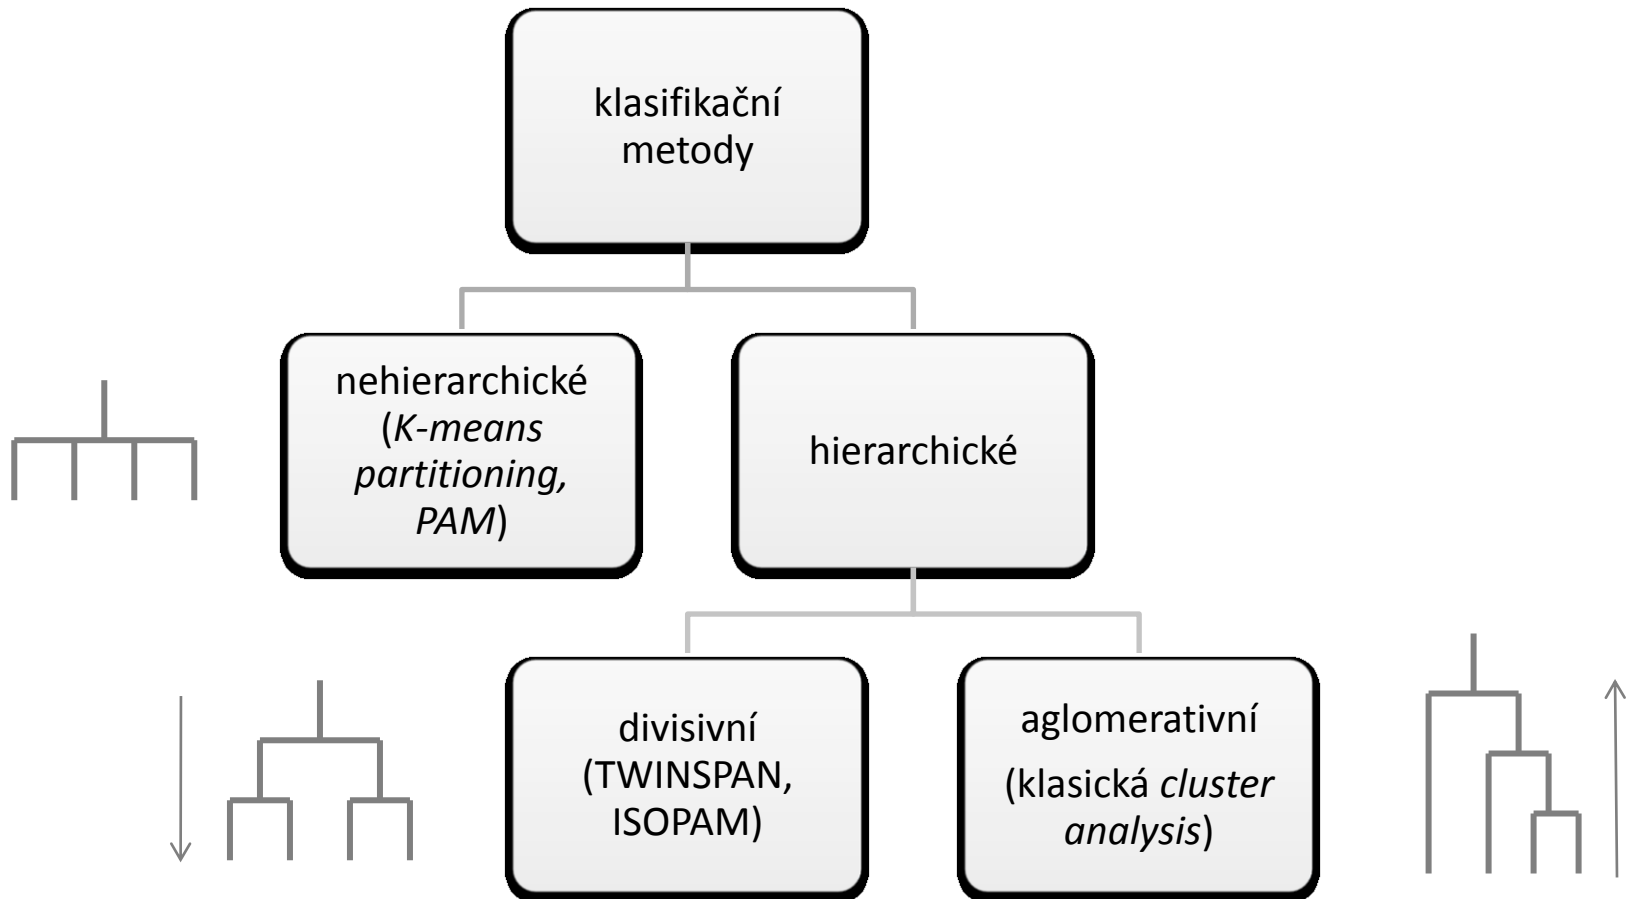 klasifikační
metody
nehierarchické
(K-means
partitioning,
PAM)
hierarchické
divisivní
(TWINSPAN,
ISOPAM)
aglomerativní
(klasická cluster
analysis)